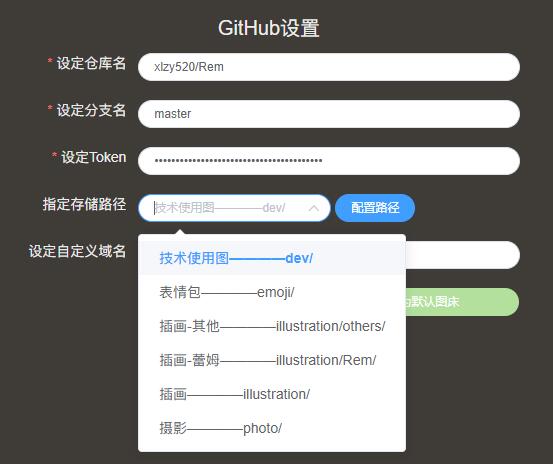 GitHub设置
* 设定仓库名 xlzy520/Rem
* 设定分支名 master
* 设定Token ••••••••••••••••••••••••••••••••••••••••
指定存储路径 技术使用图————dev/ 配置路径
设定自定义域名
技术使用图————dev/
为默认图床
表情包————emoji/
插画-其他————illustration/others/
插画-蕾姆————illustration/Rem/
插画————illustration/
摄影————photo/